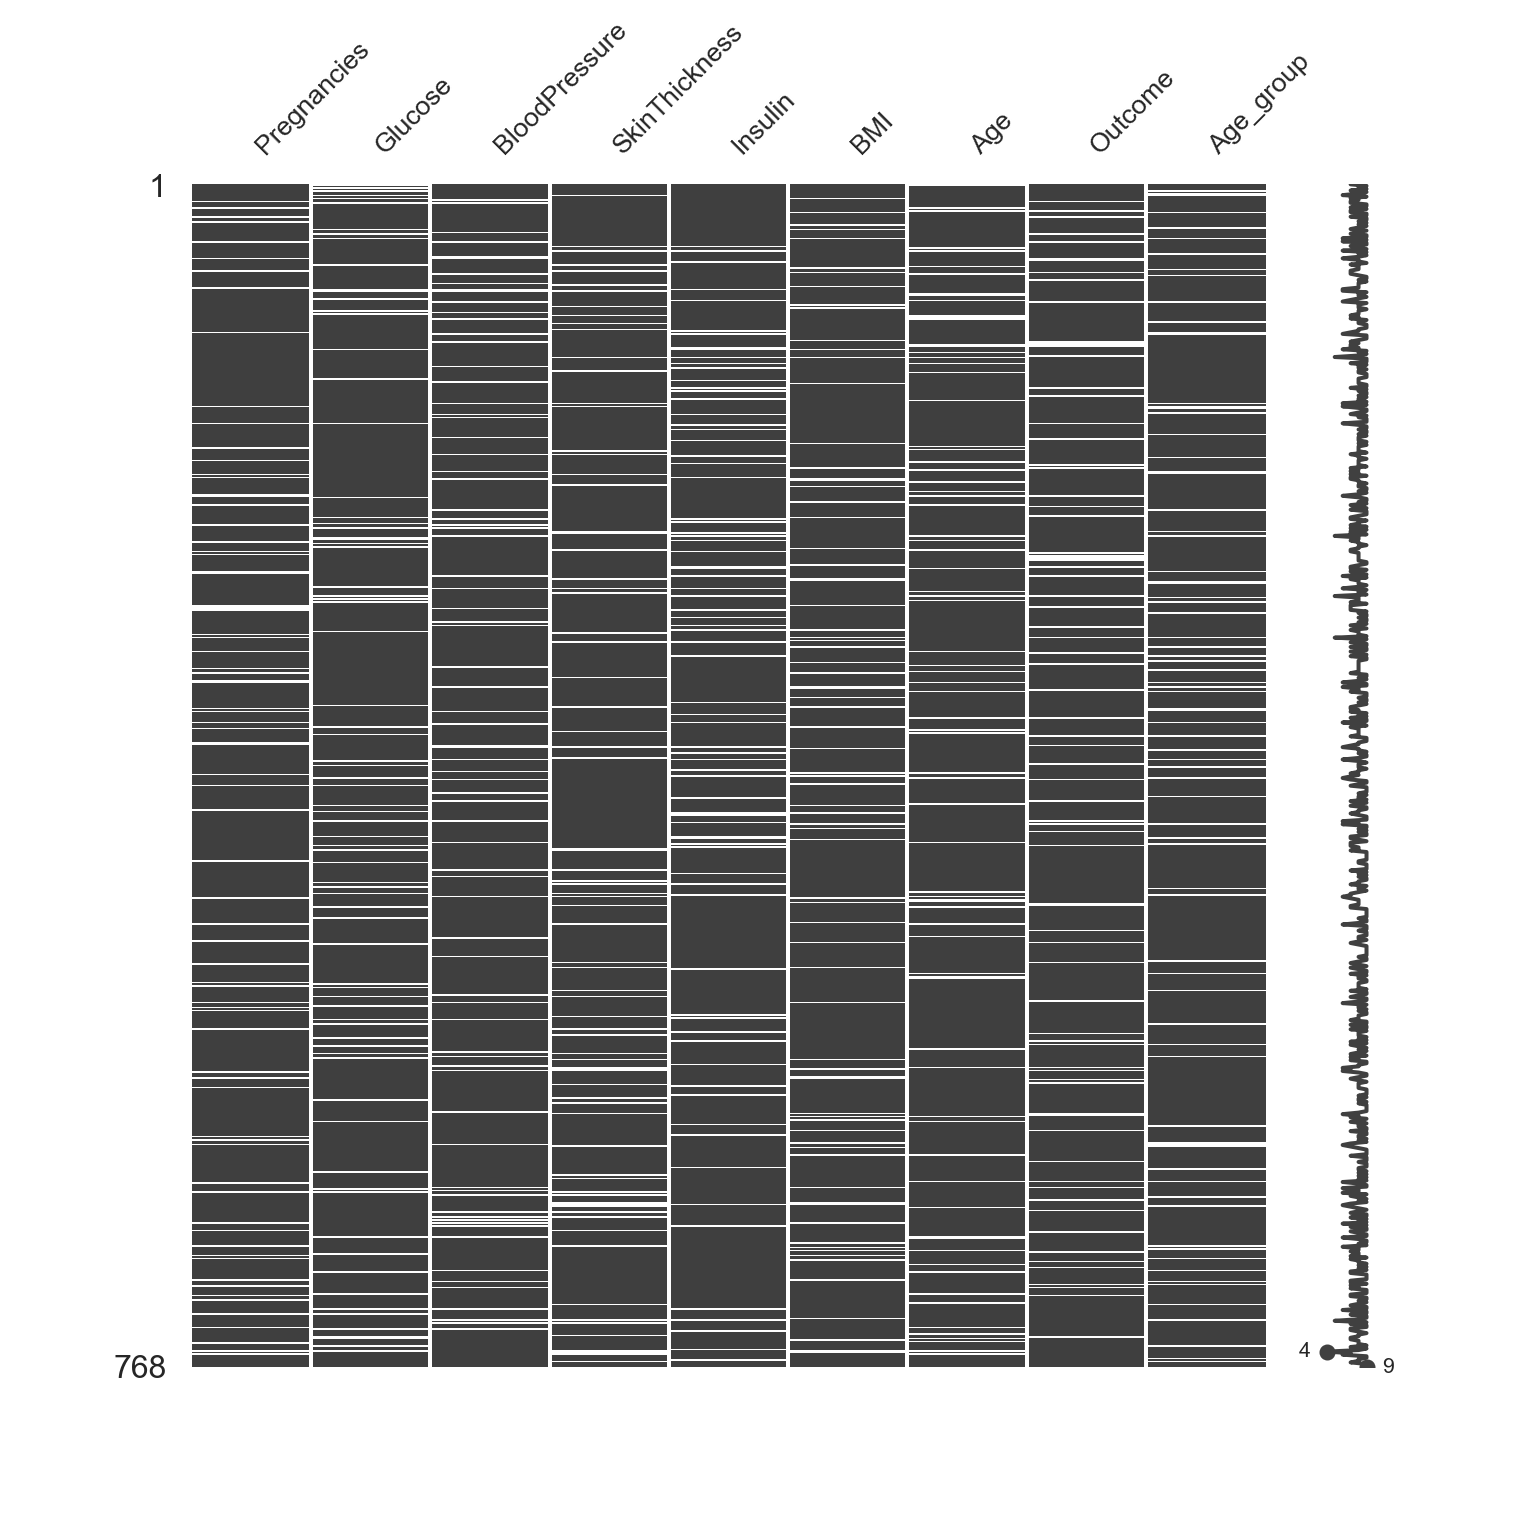 Pregnancies
Glucose
BloodPressure
SkinThickness
Insulin
BMI
Age
Outcome
Age_group
1
768
4
9